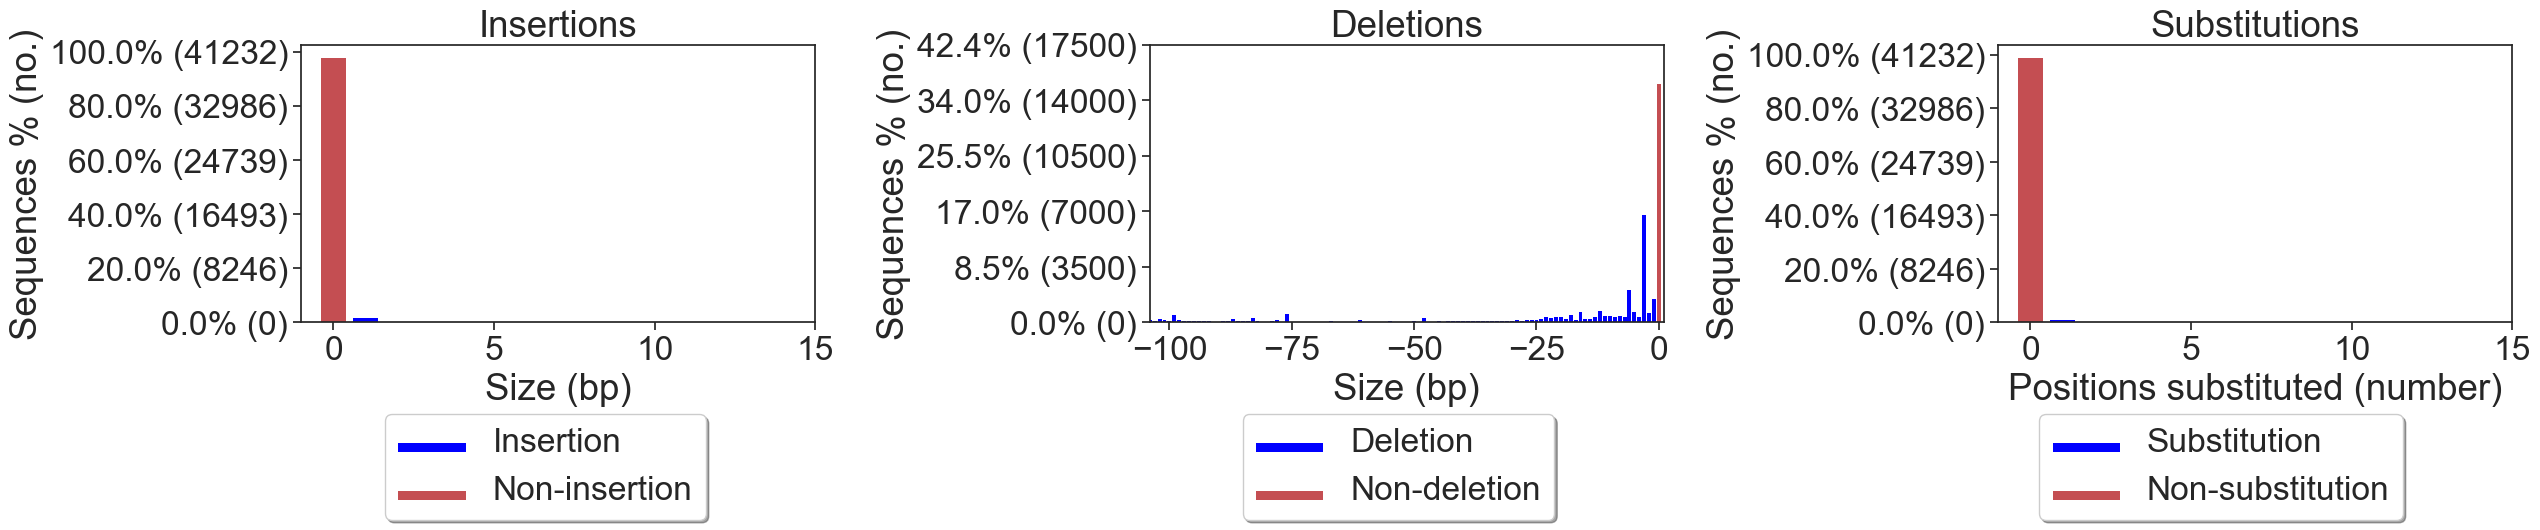 Insertions
Sequences % (no.)
100.0% (41232)
80.0% (32986)
60.0% (24739)
40.0% (16493)
20.0% (8246)
0.0% (0)
0 5 10 15
Size (bp)
Insertion
Non-insertion
Deletions
Sequences % (no.)
42.4% (17500)
34.0% (14000)
25.5% (10500)
17.0% (7000)
8.5% (3500)
0.0% (0)
−100 −75 −50 −25 0
Size (bp)
Deletion
Non-deletion
Substitutions
Sequences % (no.)
100.0% (41232)
80.0% (32986)
60.0% (24739)
40.0% (16493)
20.0% (8246)
0.0% (0)
0 5 10 15
Positions substituted (number)
Substitution
Non-substitution